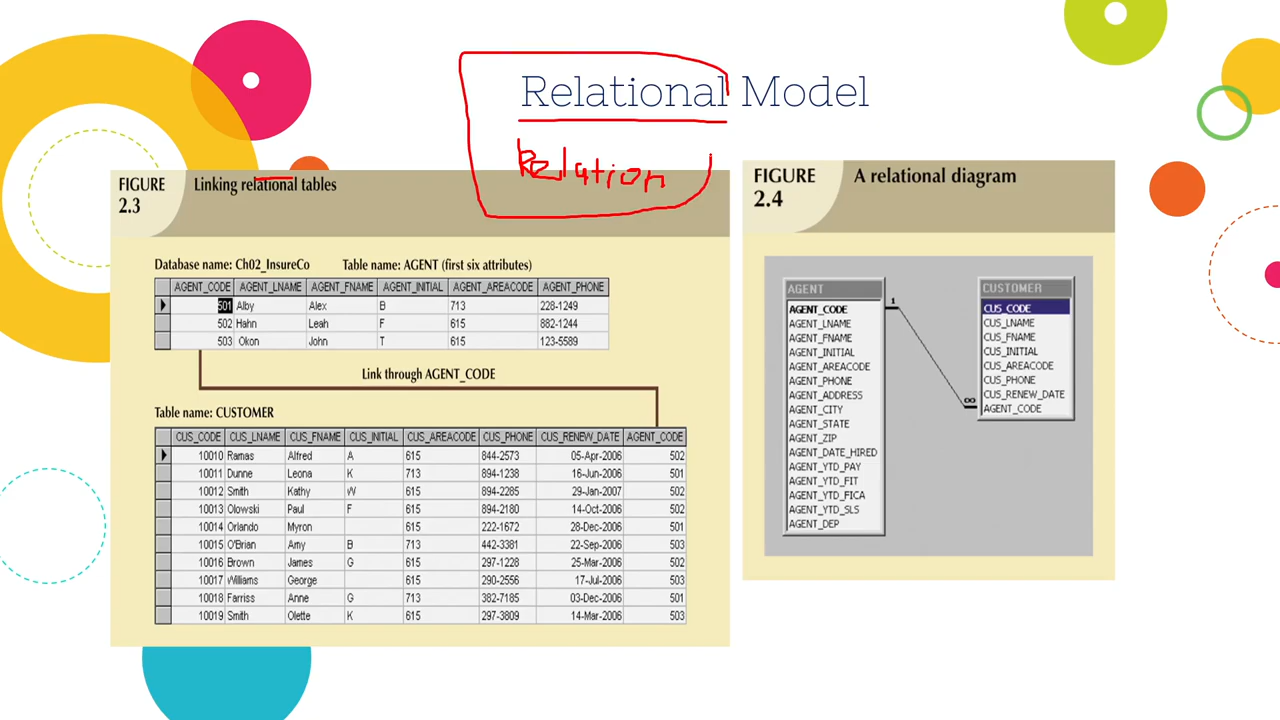 Relational Model
Relation
FIGURE 2.3 Linking relational tables
Database name: Ch02_InsureCo Table name: AGENT (first six attributes)
AGENT_CODE AGENT_LNAME AGENT_FNAME AGENT_INITIAL AGENT_AREACODE AGENT_PHONE
501 Alby Alex B 713 228-1249
502 Hahn Leah F 615 882-1244
503 Okon John T 615 123-5589
Link through AGENT_CODE
Table name: CUSTOMER
CUS_CODE CUS_LNAME CUS_FNAME CUS_INITIAL CUS_AREACODE CUS_PHONE CUS_RENEW_DATE AGENT_CODE
10010 Ramas Alfred A 615 844-2573 05-Apr-2006 502
10011 Dunne Leona K 713 894-1238 16-Jun-2006 501
10012 Smith Kathy W 615 894-2285 29-Jan-2007 502
10013 Olowski Paul F 615 894-2180 14-Oct-2006 502
10014 Orlando Myron 615 222-1672 28-Dec-2006 501
10015 O'Brian Amy B 713 442-3381 22-Sep-2006 503
10016 Brown James G 615 297-1228 25-Mar-2006 502
10017 Williams George 615 290-2556 17-Jul-2006 503
10018 Farriss Anne G 713 382-7185 03-Dec-2006 501
10019 Smith Olette K 615 297-3809 14-Mar-2006 503
FIGURE 2.4 A relational diagram
AGENT
AGENT_CODE
AGENT_LNAME
AGENT_FNAME
AGENT_INITIAL
AGENT_AREACODE
AGENT_PHONE
AGENT_ADDRESS
AGENT_CITY
AGENT_STATE
AGENT_ZIP
AGENT_DATE_HIRED
AGENT_YTD_PAY
AGENT_YTD_FIT
AGENT_YTD_FICA
AGENT_YTD_SLS
AGENT_DEP
1
∞
CUSTOMER
CUS_CODE
CUS_LNAME
CUS_FNAME
CUS_INITIAL
CUS_AREACODE
CUS_PHONE
CUS_RENEW_DATE
AGENT_CODE